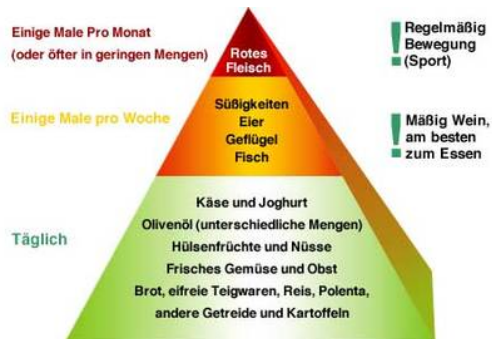 Einige Male Pro Monat
(oder öfter in geringen Mengen)
Rotes
Fleisch
! Regelmäßig
Bewegung
(Sport)
Einige Male pro Woche
Süßigkeiten
Eier
Geflügel
Fisch
! Mäßig Wein,
am besten
zum Essen
Täglich
Käse und Joghurt
Olivenöl (unterschiedliche Mengen)
Hülsenfrüchte und Nüsse
Frisches Gemüse und Obst
Brot, eifreie Teigwaren, Reis, Polenta,
andere Getreide und Kartoffeln